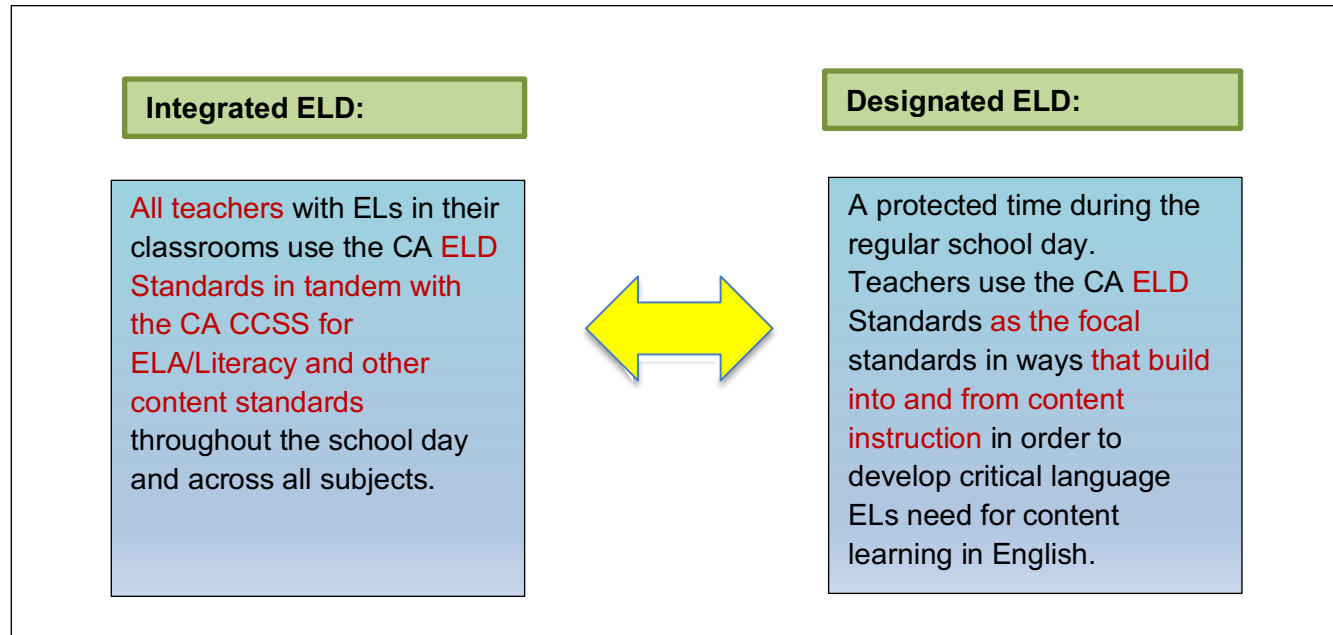 Integrated ELD:
All teachers with ELs in their
classrooms use the CA ELD
Standards in tandem with
the CA CCSS for
ELA/Literacy and other
content standards
throughout the school day
and across all subjects.
Designated ELD:
A protected time during the
regular school day.
Teachers use the CA ELD
Standards as the focal
standards in ways that build
into and from content
instruction in order to
develop critical language
ELs need for content
learning in English.